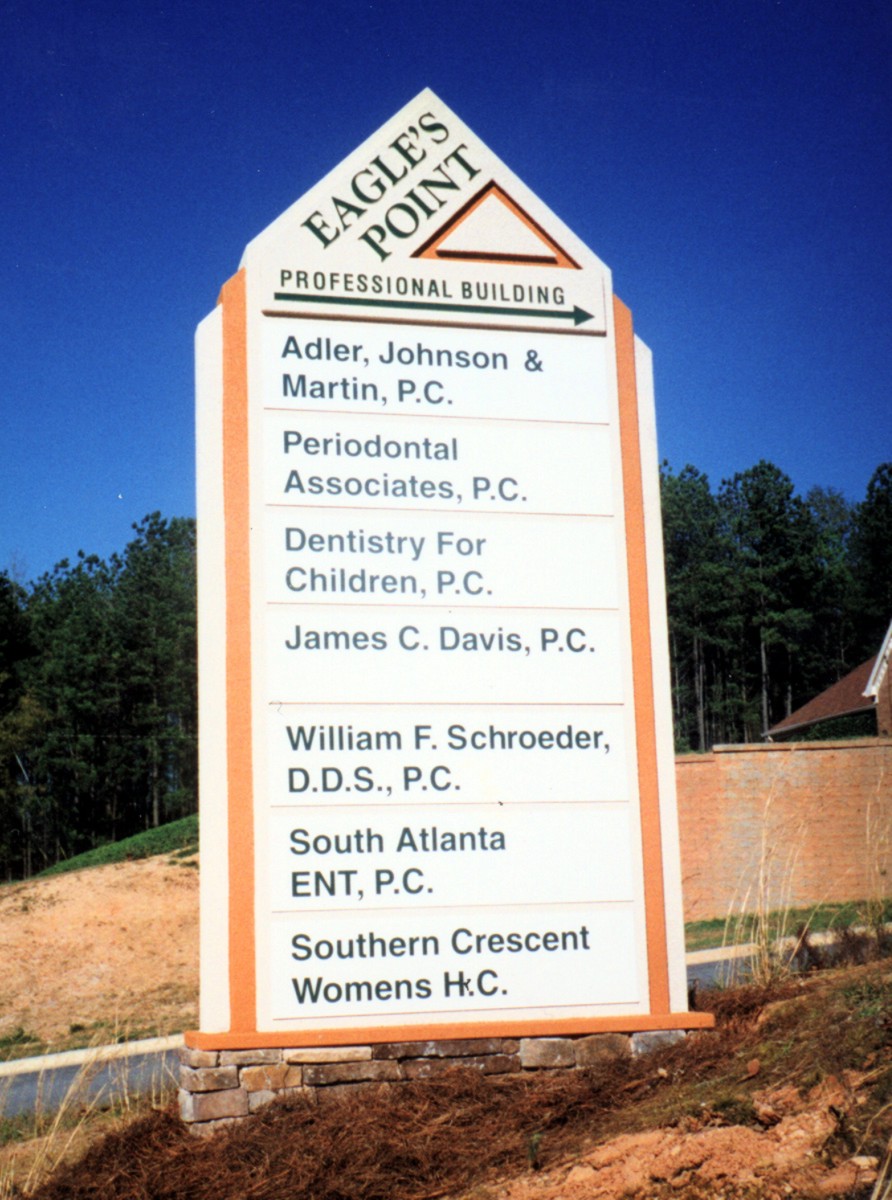 EAGLE'S
POINT
PROFESSIONAL BUILDING
Adler, Johnson &
Martin, P.C.
Periodontal
Associates, P.C.
Dentistry For
Children, P.C.
James C. Davis, P.C.
William F. Schroeder,
D.D.S., P.C.
South Atlanta
ENT, P.C.
Southern Crescent
Womens